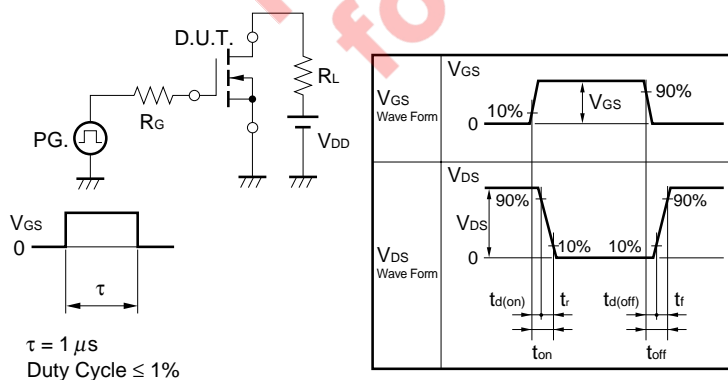 fo
D.U.T.
RL
RG
PG.
VDD
VGS
0
τ
τ = 1 μs
Duty Cycle ≤ 1%
VGS
Wave Form
VGS
10%
VGS
90%
0
VDS
Wave Form
VDS
VDS
90%
90%
10%
10%
0
td(on)
tr
td(off)
tf
ton
toff